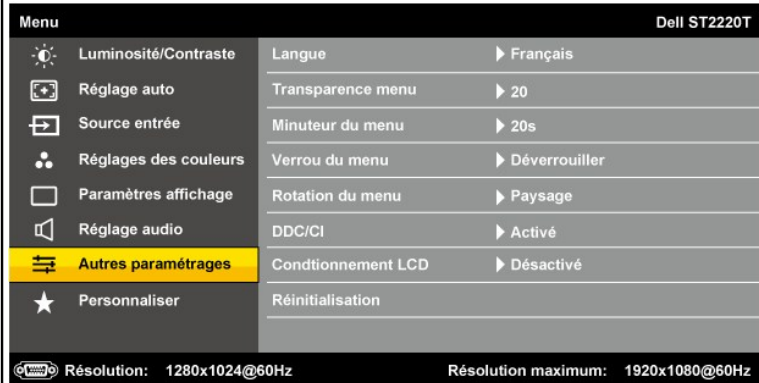 Menu Dell ST2220T
Luminosité/Contraste Langue Français
Réglage auto Transparence menu 20
Source entrée Minuteur du menu 20s
Réglages des couleurs Verrou du menu Déverrouiller
Paramètres affichage Rotation du menu Paysage
Réglage audio DDC/CI Activé
Autres paramétrages Condtionnement LCD Désactivé
Personnaliser Réinitialisation
Résolution: 1280x1024@60Hz Résolution maximum: 1920x1080@60Hz